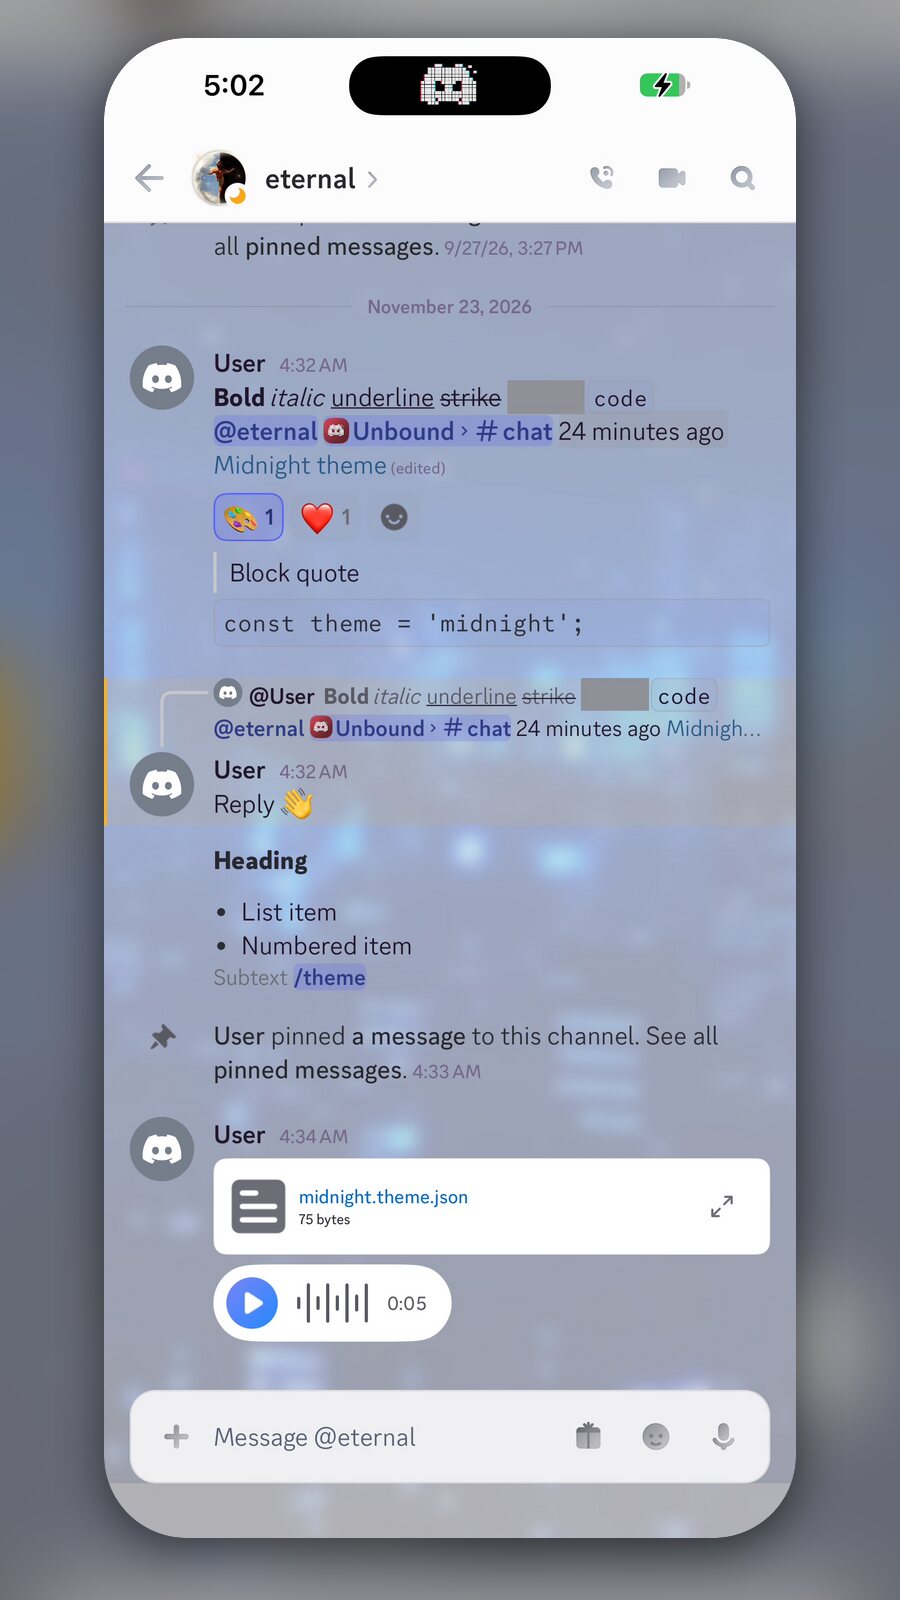 5:02
eternal
all pinned messages. 9/27/26, 3:27 PM
November 23, 2026
User 4:32 AM
Bold italic underline strike code
@eternal Unbound › # chat 24 minutes ago
Midnight theme (edited)
1 1
Block quote
const theme = 'midnight';
@User Bold italic underline strike code
@eternal Unbound › # chat 24 minutes ago Midnigh...
User 4:32 AM
Reply
Heading
• List item
• Numbered item
Subtext /theme
User pinned a message to this channel. See all
pinned messages. 4:33 AM
User 4:34 AM
midnight.theme.json
75 bytes
0:05
Message @eternal